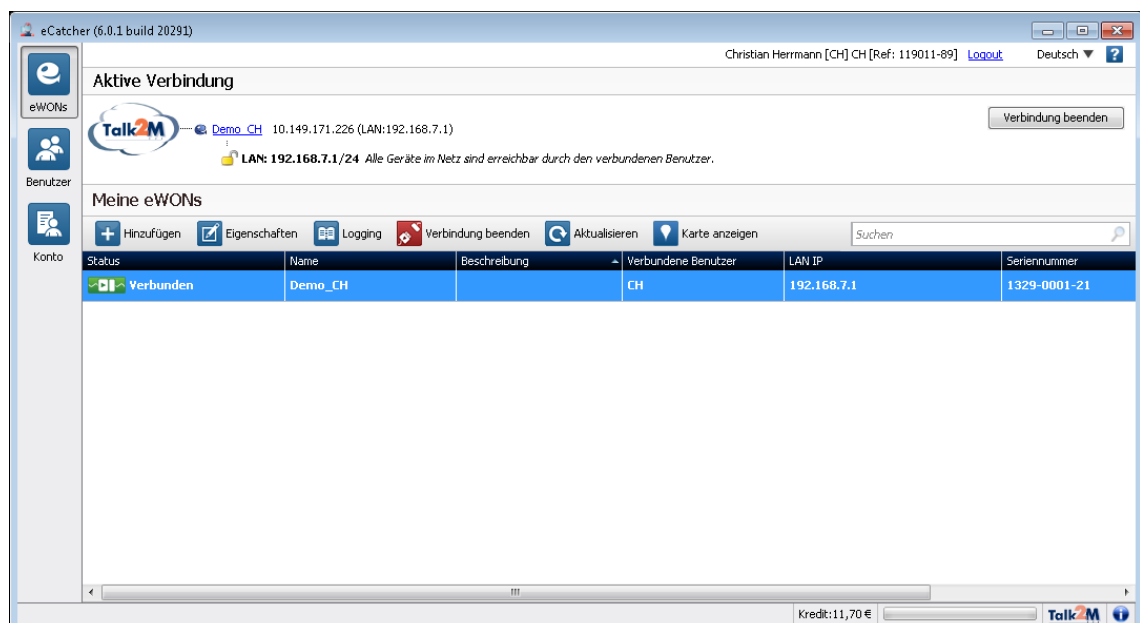 eCatcher (6.0.1 build 20291)
Christian Herrmann [CH] CH [Ref: 119011-89] Logout Deutsch
eWONs
Benutzer
Konto
Aktive Verbindung
Talk2M
Demo_CH 10.149.171.226 (LAN:192.168.7.1)
Verbindung beenden
LAN: 192.168.7.1/24 Alle Geräte im Netz sind erreichbar durch den verbundenen Benutzer.
Meine eWONs
Hinzufügen Eigenschaften Logging Verbindung beenden Aktualisieren Karte anzeigen Suchen
Status Name Beschreibung Verbundene Benutzer LAN IP Seriennummer
Verbunden Demo_CH CH 192.168.7.1 1329-0001-21
Kredit:11,70 € Talk2M